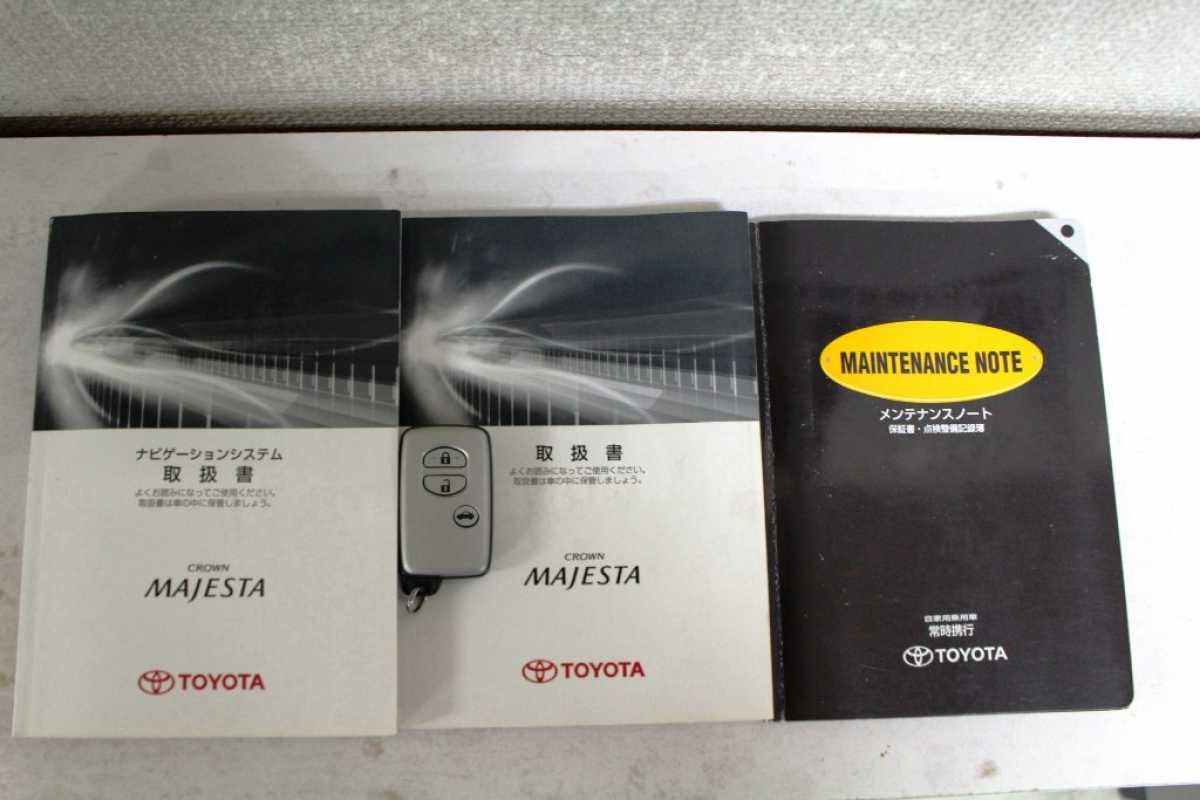 ナビゲーションシステム
取扱書
よくお読みになってご使用ください。
取扱書は車の中に保管しましょう。
CROWN
MAJESTA
TOYOTA
取扱書
よくお読みになってご使用ください。
取扱書は車の中に保管しましょう。
CROWN
MAJESTA
TOYOTA
MAINTENANCE NOTE
メンテナンスノート
保証書・点検整備記録簿
自家用乗用車
常時携行
TOYOTA